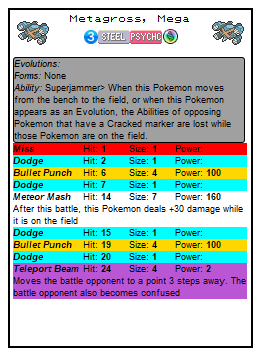 Metagross, Mega
3 STEEL PSYCHC
Evolutions:
Forms: None
Ability: Superjammer> When this Pokemon moves
from the bench to the field, or when this Pokemon
appears as an Evolution, the Abilities of opposing
Pokemon that have a Cracked marker are lost while
those Pokemon are on the field.
Miss Hit: 1 Size: 1 Power:
Dodge Hit: 2 Size: 1 Power:
Bullet Punch Hit: 6 Size: 4 Power: 100
Dodge Hit: 7 Size: 1 Power:
Meteor Mash Hit: 14 Size: 7 Power: 160
After this battle, this Pokemon deals +30 damage while
it is on the field
Dodge Hit: 15 Size: 1 Power:
Bullet Punch Hit: 19 Size: 4 Power: 100
Dodge Hit: 20 Size: 1 Power:
Teleport Beam Hit: 24 Size: 4 Power: 2
Moves the battle opponent to a point 3 steps away. The
battle opponent also becomes confused